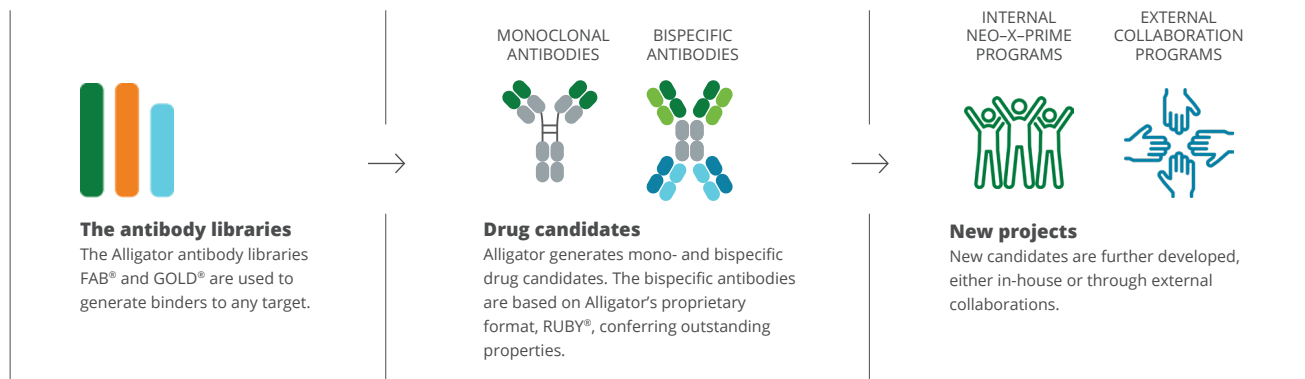 The antibody libraries
The Alligator antibody libraries
FAB® and GOLD® are used to
generate binders to any target.
MONOCLONAL
ANTIBODIES
BISPECIFIC
ANTIBODIES
Drug candidates
Alligator generates mono- and bispecific
drug candidates. The bispecific antibodies
are based on Alligator’s proprietary
format, RUBY®, conferring outstanding
properties.
INTERNAL
NEO–X–PRIME
PROGRAMS
EXTERNAL
COLLABORATION
PROGRAMS
New projects
New candidates are further developed,
either in-house or through external
collaborations.